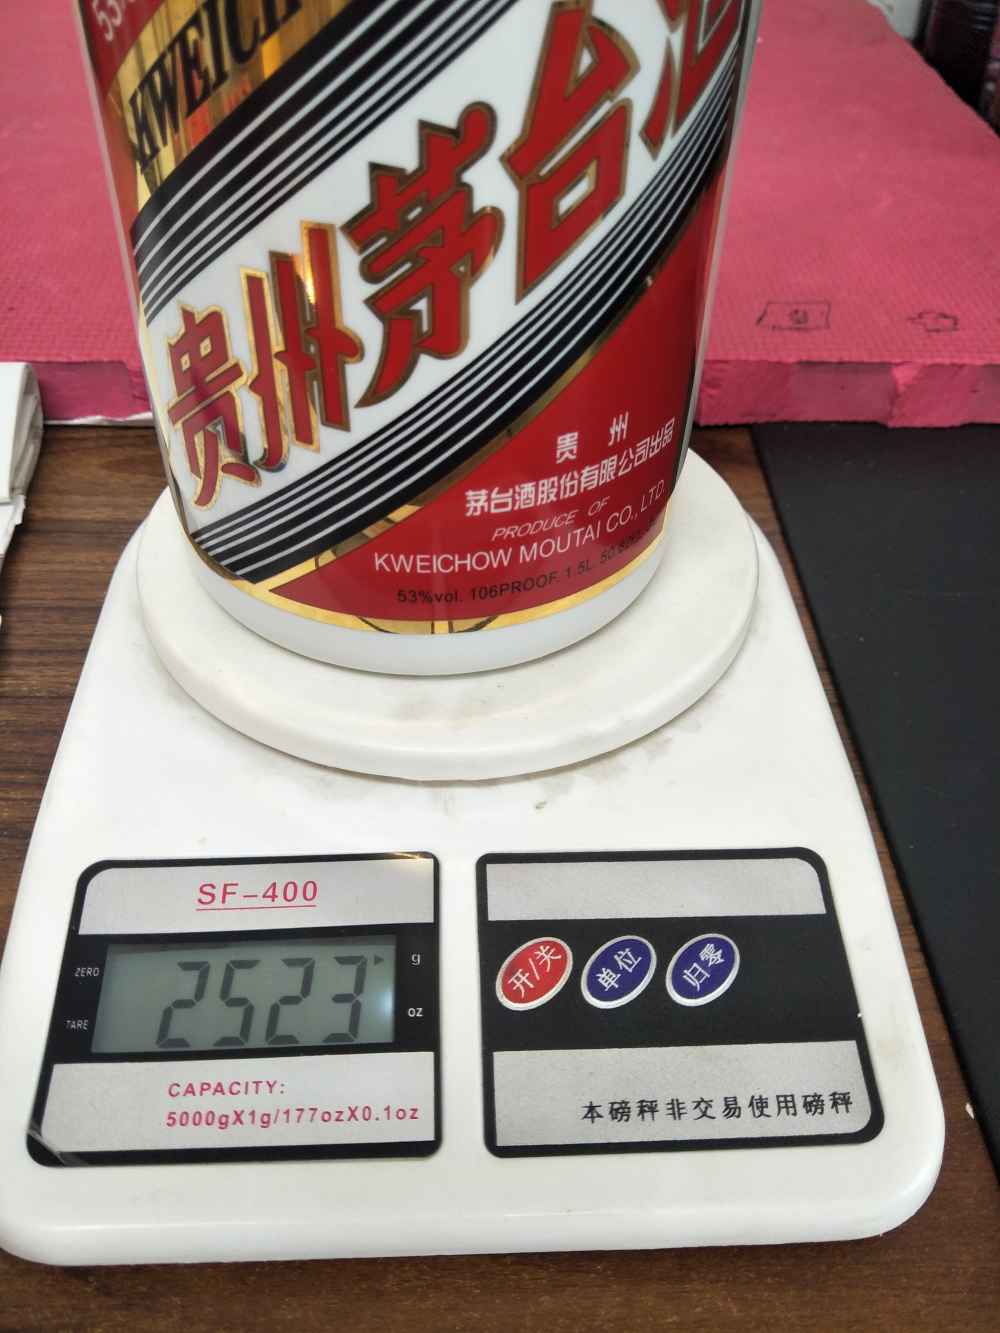 53%
KWEICH
贵州茅台酒
贵州
茅台酒股份有限公司出品
PRODUCE OF
KWEICHOW MOUTAI CO., LTD.
53%vol. 106PROOF. 1.5L.
SF-400
ZERO
TARE
2523
g
oz
CAPACITY:
5000gX1g/177ozX0.1oz
开/关
单位
归零
本磅秤非交易使用磅秤